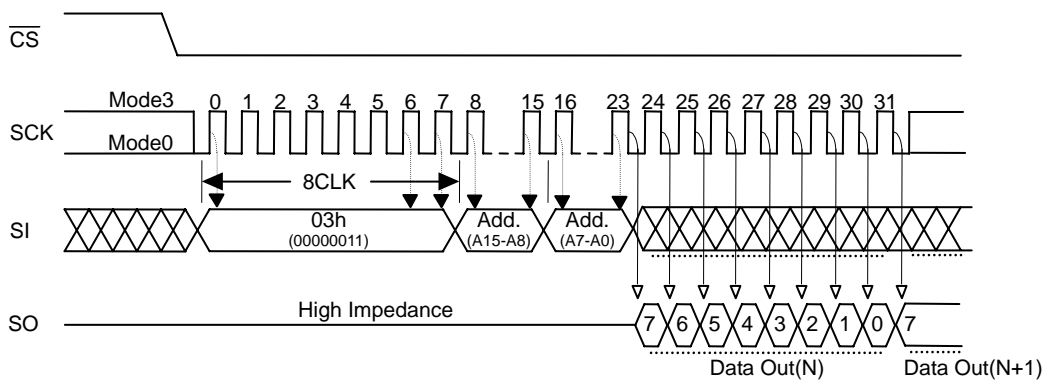 CS
Mode3 0 1 2 3 4 5 6 7 8 15 16 23 24 25 26 27 28 29 30 31
SCK
Mode0
8CLK
SI 03h Add. Add.
(00000011) (A15-A8) (A7-A0)
High Impedance
SO 7 6 5 4 3 2 1 0 7
Data Out(N) Data Out(N+1)